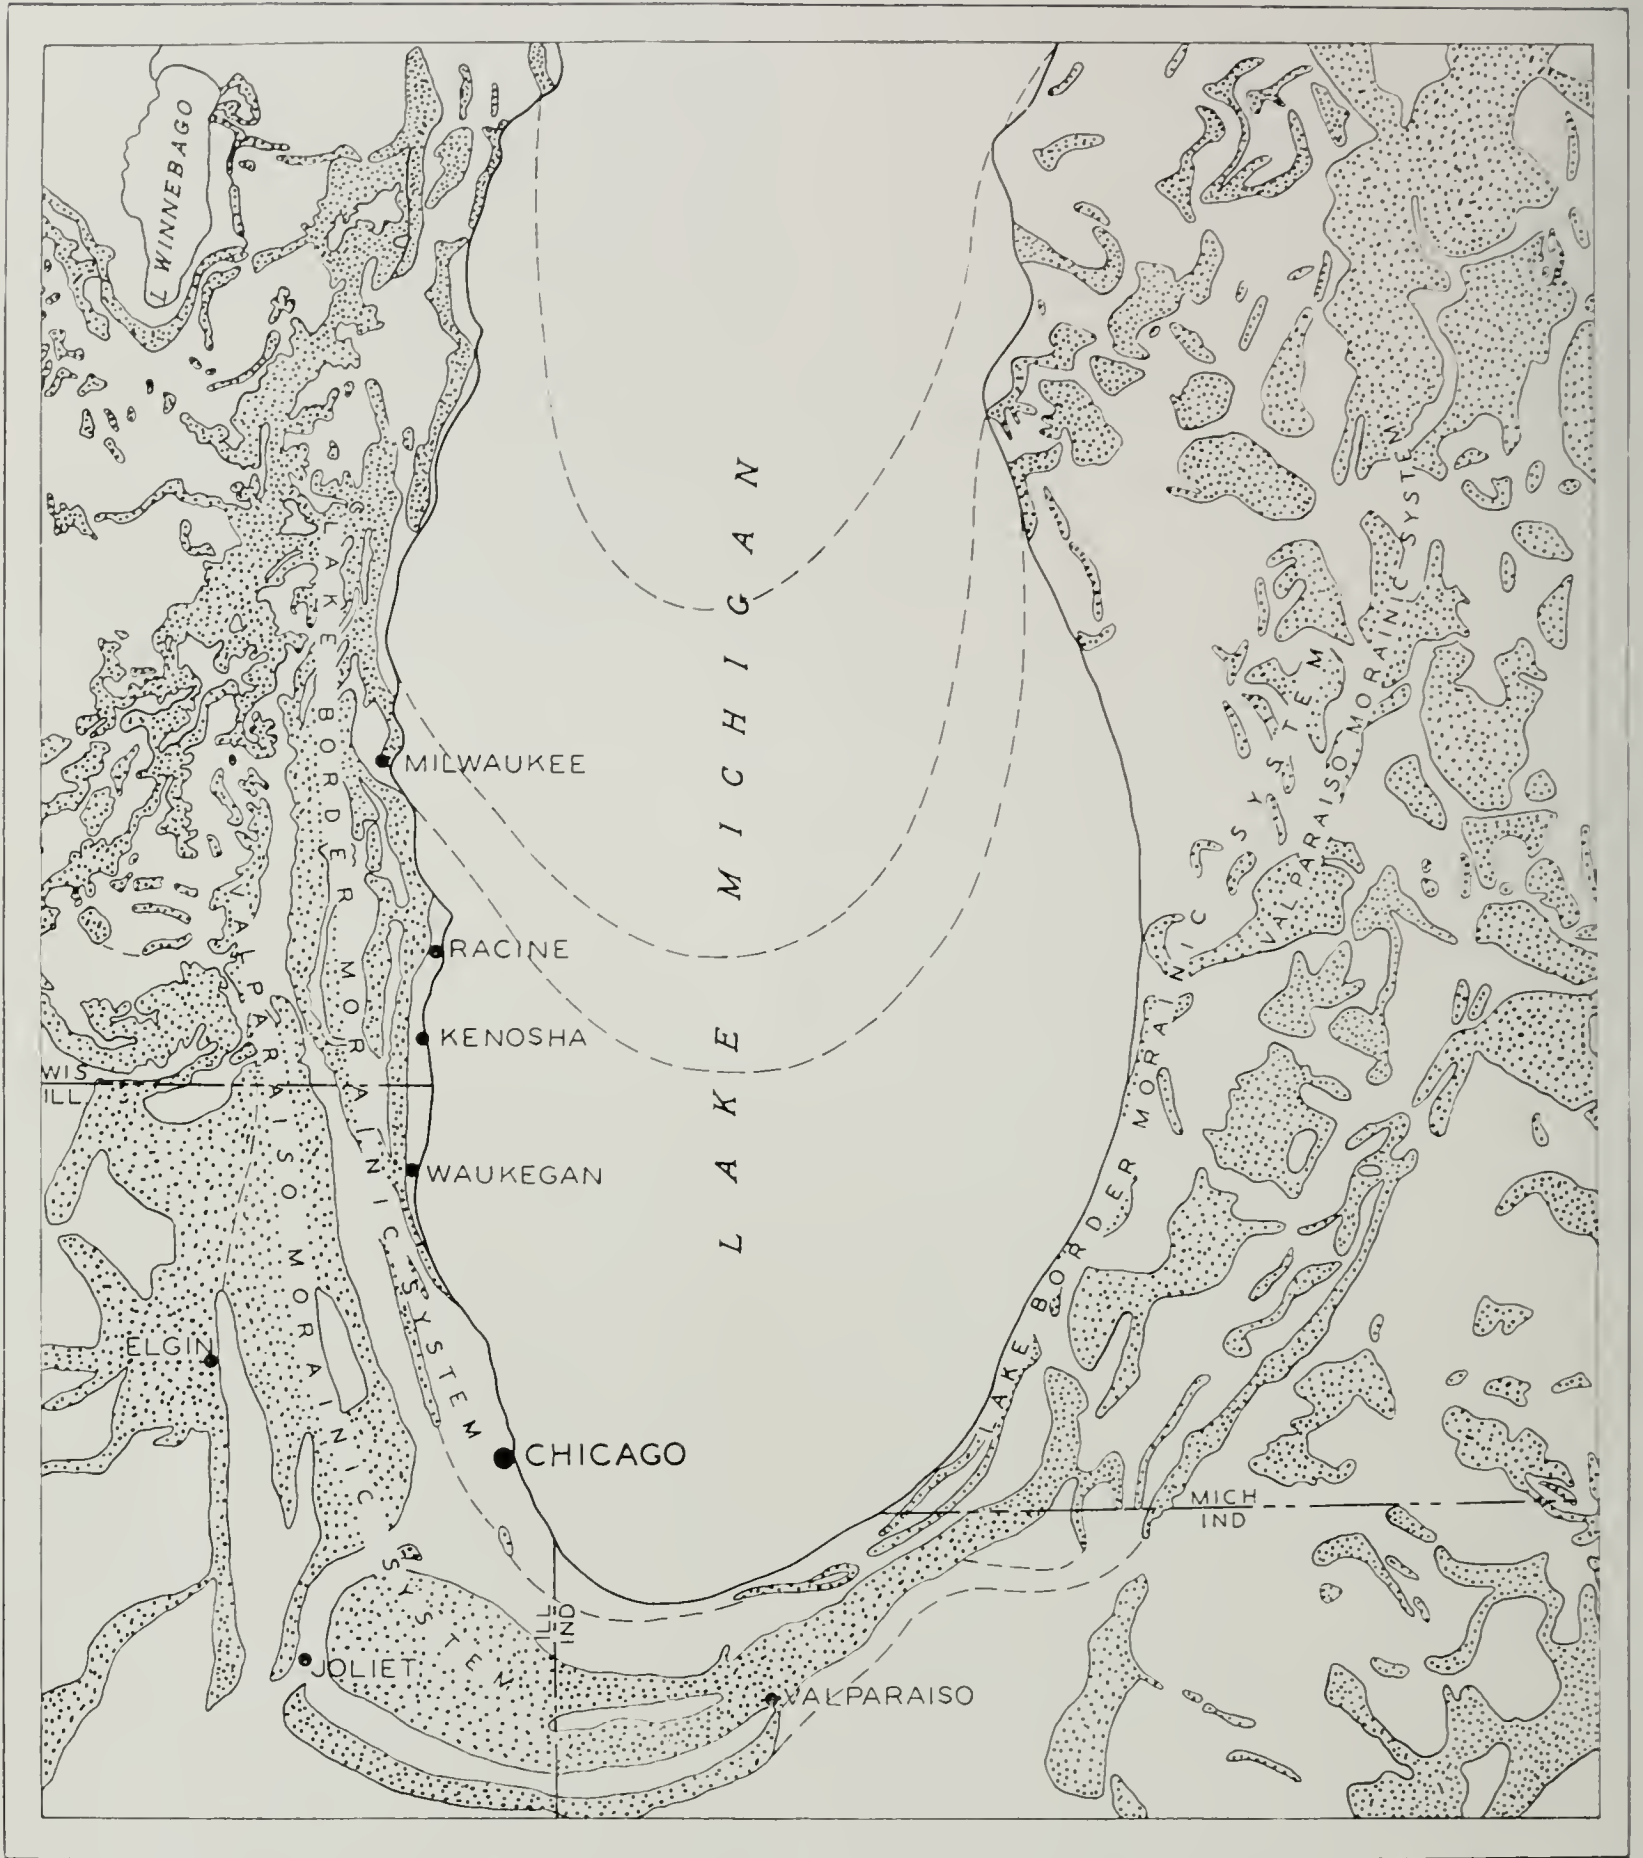 L WINNEBAGO
LAKE BORDER MORAINIC SYSTEM
VALPARAISO MORAINIC SYSTEM
LAKE MICHIGAN
MILWAUKEE
RACINE
KENOSHA
WIS
ILL.
WAUKEGAN
ELGIN
CHICAGO
VALPARAISO MORAINIC SYSTEN
LAKE BORDER MORAINIC SYSTEM
MICH
IND
ILL
IND
JOLIET
VALPARAISO